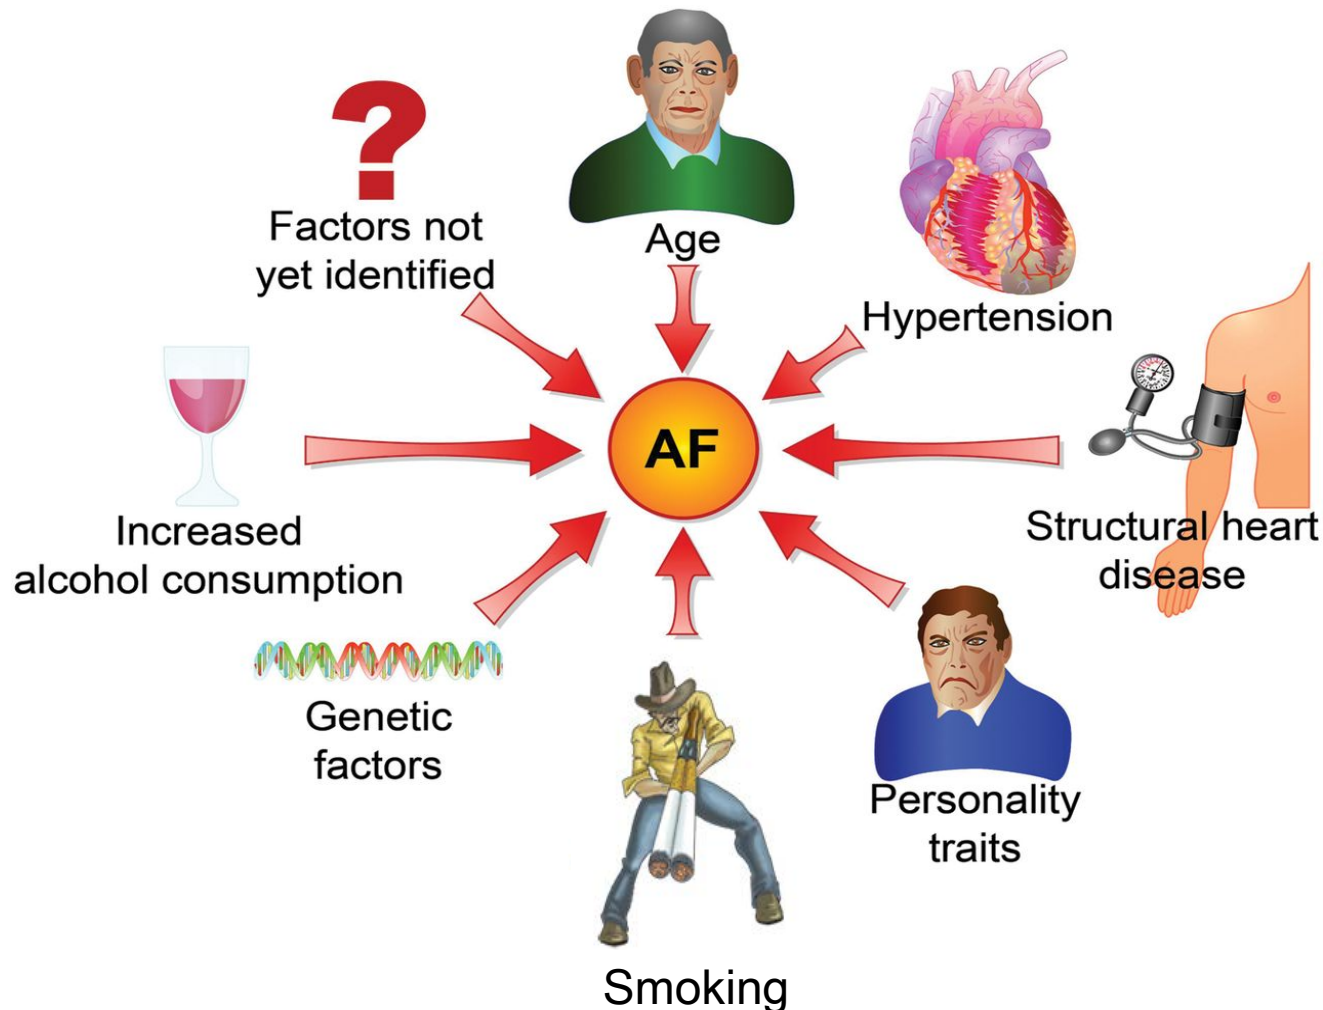 ?
Factors not
yet identified
Age
Hypertension
AF
Increased
alcohol consumption
Structural heart
disease
Genetic
factors
Personality
traits
Smoking